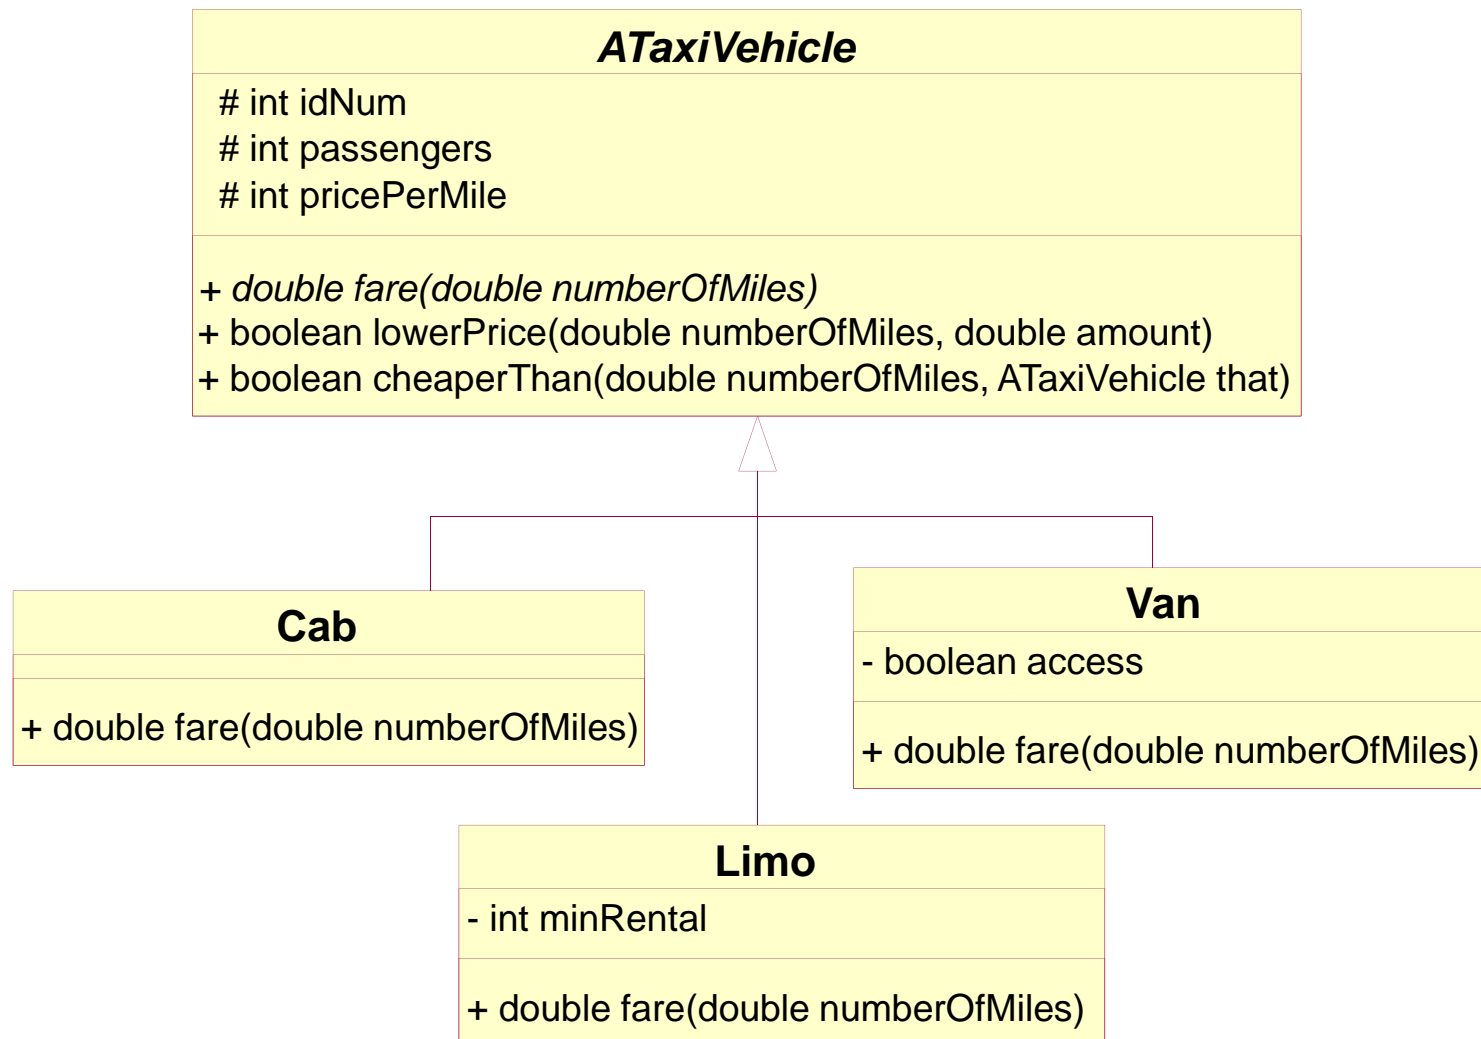 ATaxiVehicle
# int idNum
# int passengers
# int pricePerMile
+ double fare(double numberOfMiles)
+ boolean lowerPrice(double numberOfMiles, double amount)
+ boolean cheaperThan(double numberOfMiles, ATaxiVehicle that)
Cab
+ double fare(double numberOfMiles)
Van
- boolean access
+ double fare(double numberOfMiles)
Limo
- int minRental
+ double fare(double numberOfMiles)